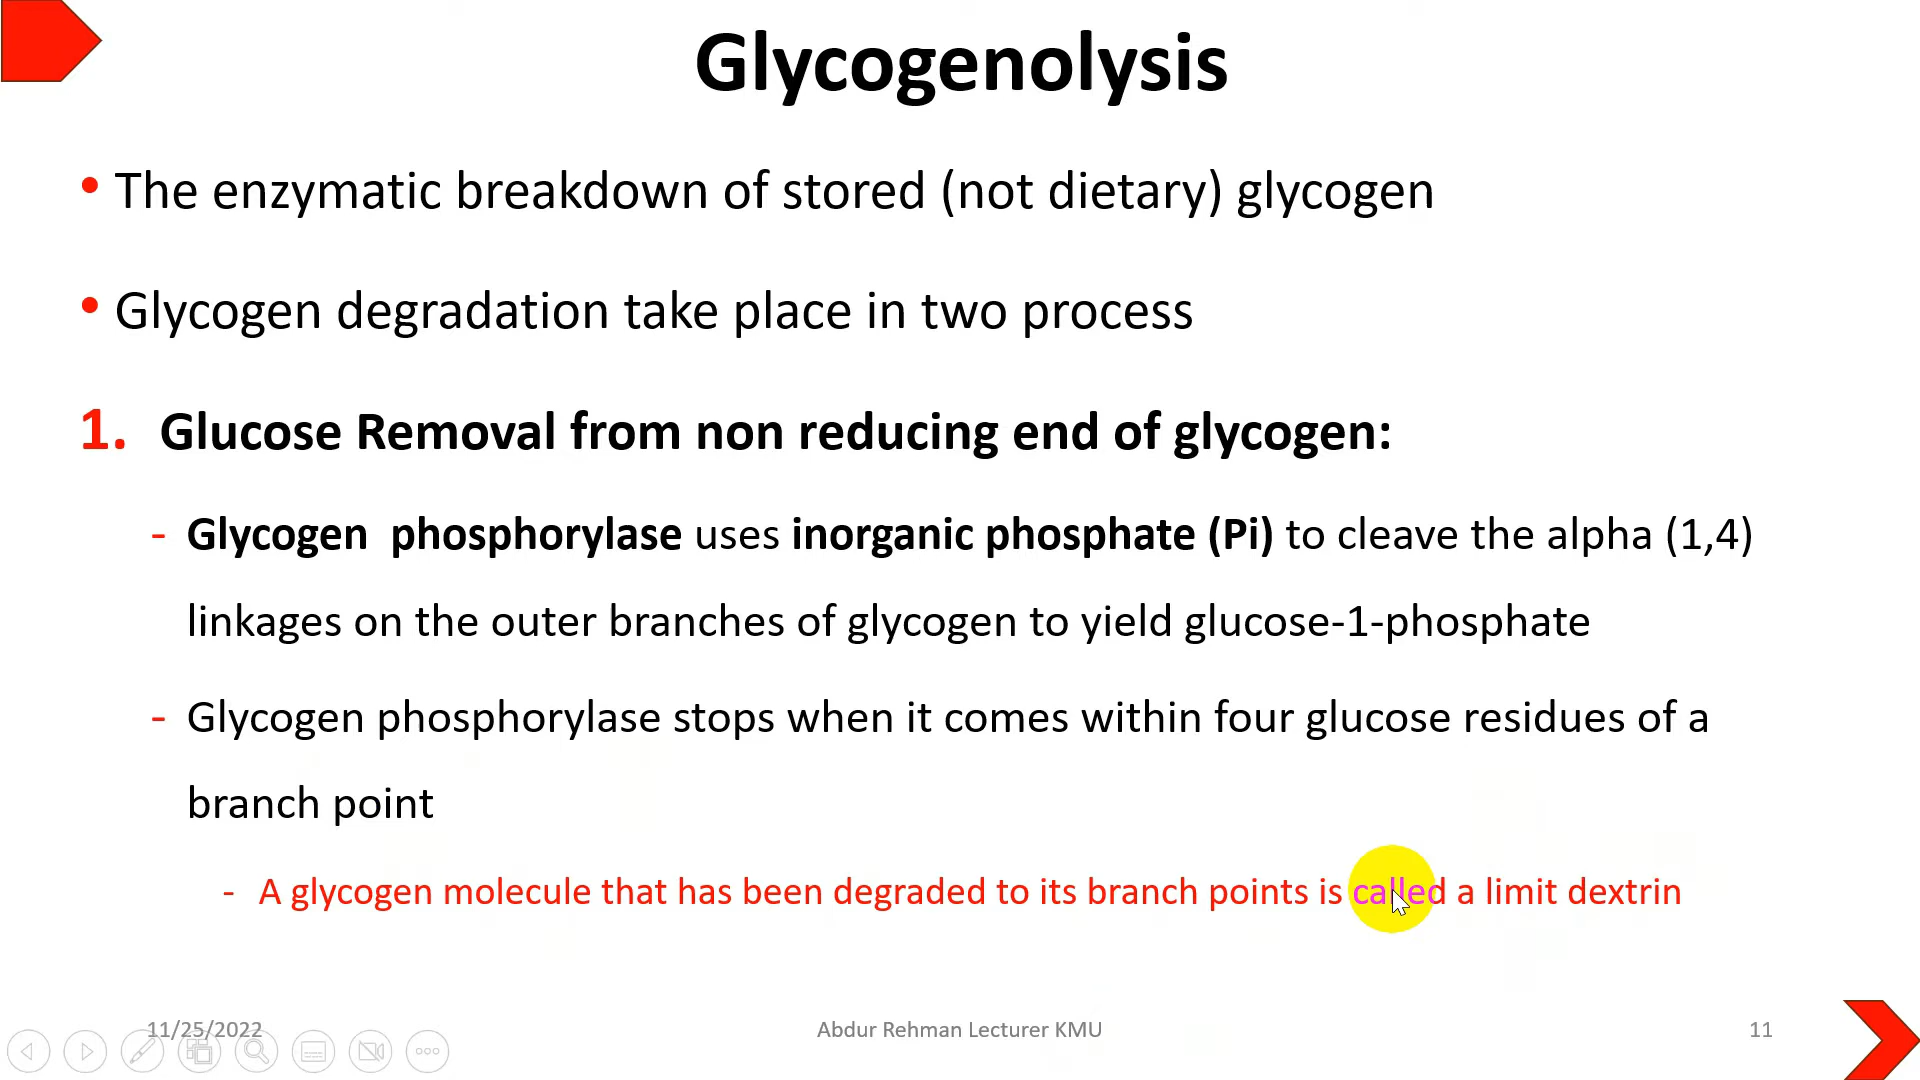 Glycogenolysis
• The enzymatic breakdown of stored (not dietary) glycogen
• Glycogen degradation take place in two process
1. Glucose Removal from non reducing end of glycogen:
- Glycogen phosphorylase uses inorganic phosphate (Pi) to cleave the alpha (1,4)
linkages on the outer branches of glycogen to yield glucose-1-phosphate
- Glycogen phosphorylase stops when it comes within four glucose residues of a
branch point
- A glycogen molecule that has been degraded to its branch points is called a limit dextrin
11/25/2022
Abdur Rehman Lecturer KMU
11